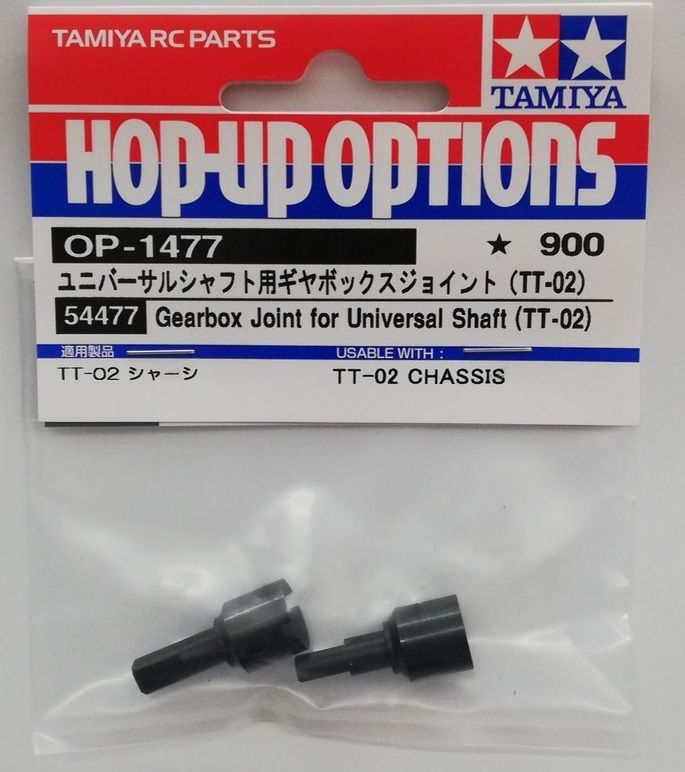 TAMIYA RC PARTS
TAMIYA
HOP-UP OPTIONS
OP-1477 ★ 900
ユニバーサルシャフト用ギヤボックスジョイント (TT-02)
54477 Gearbox Joint for Universal Shaft (TT-02)
適用製品 USABLE WITH :
TT-02 シャーシ TT-02 CHASSIS